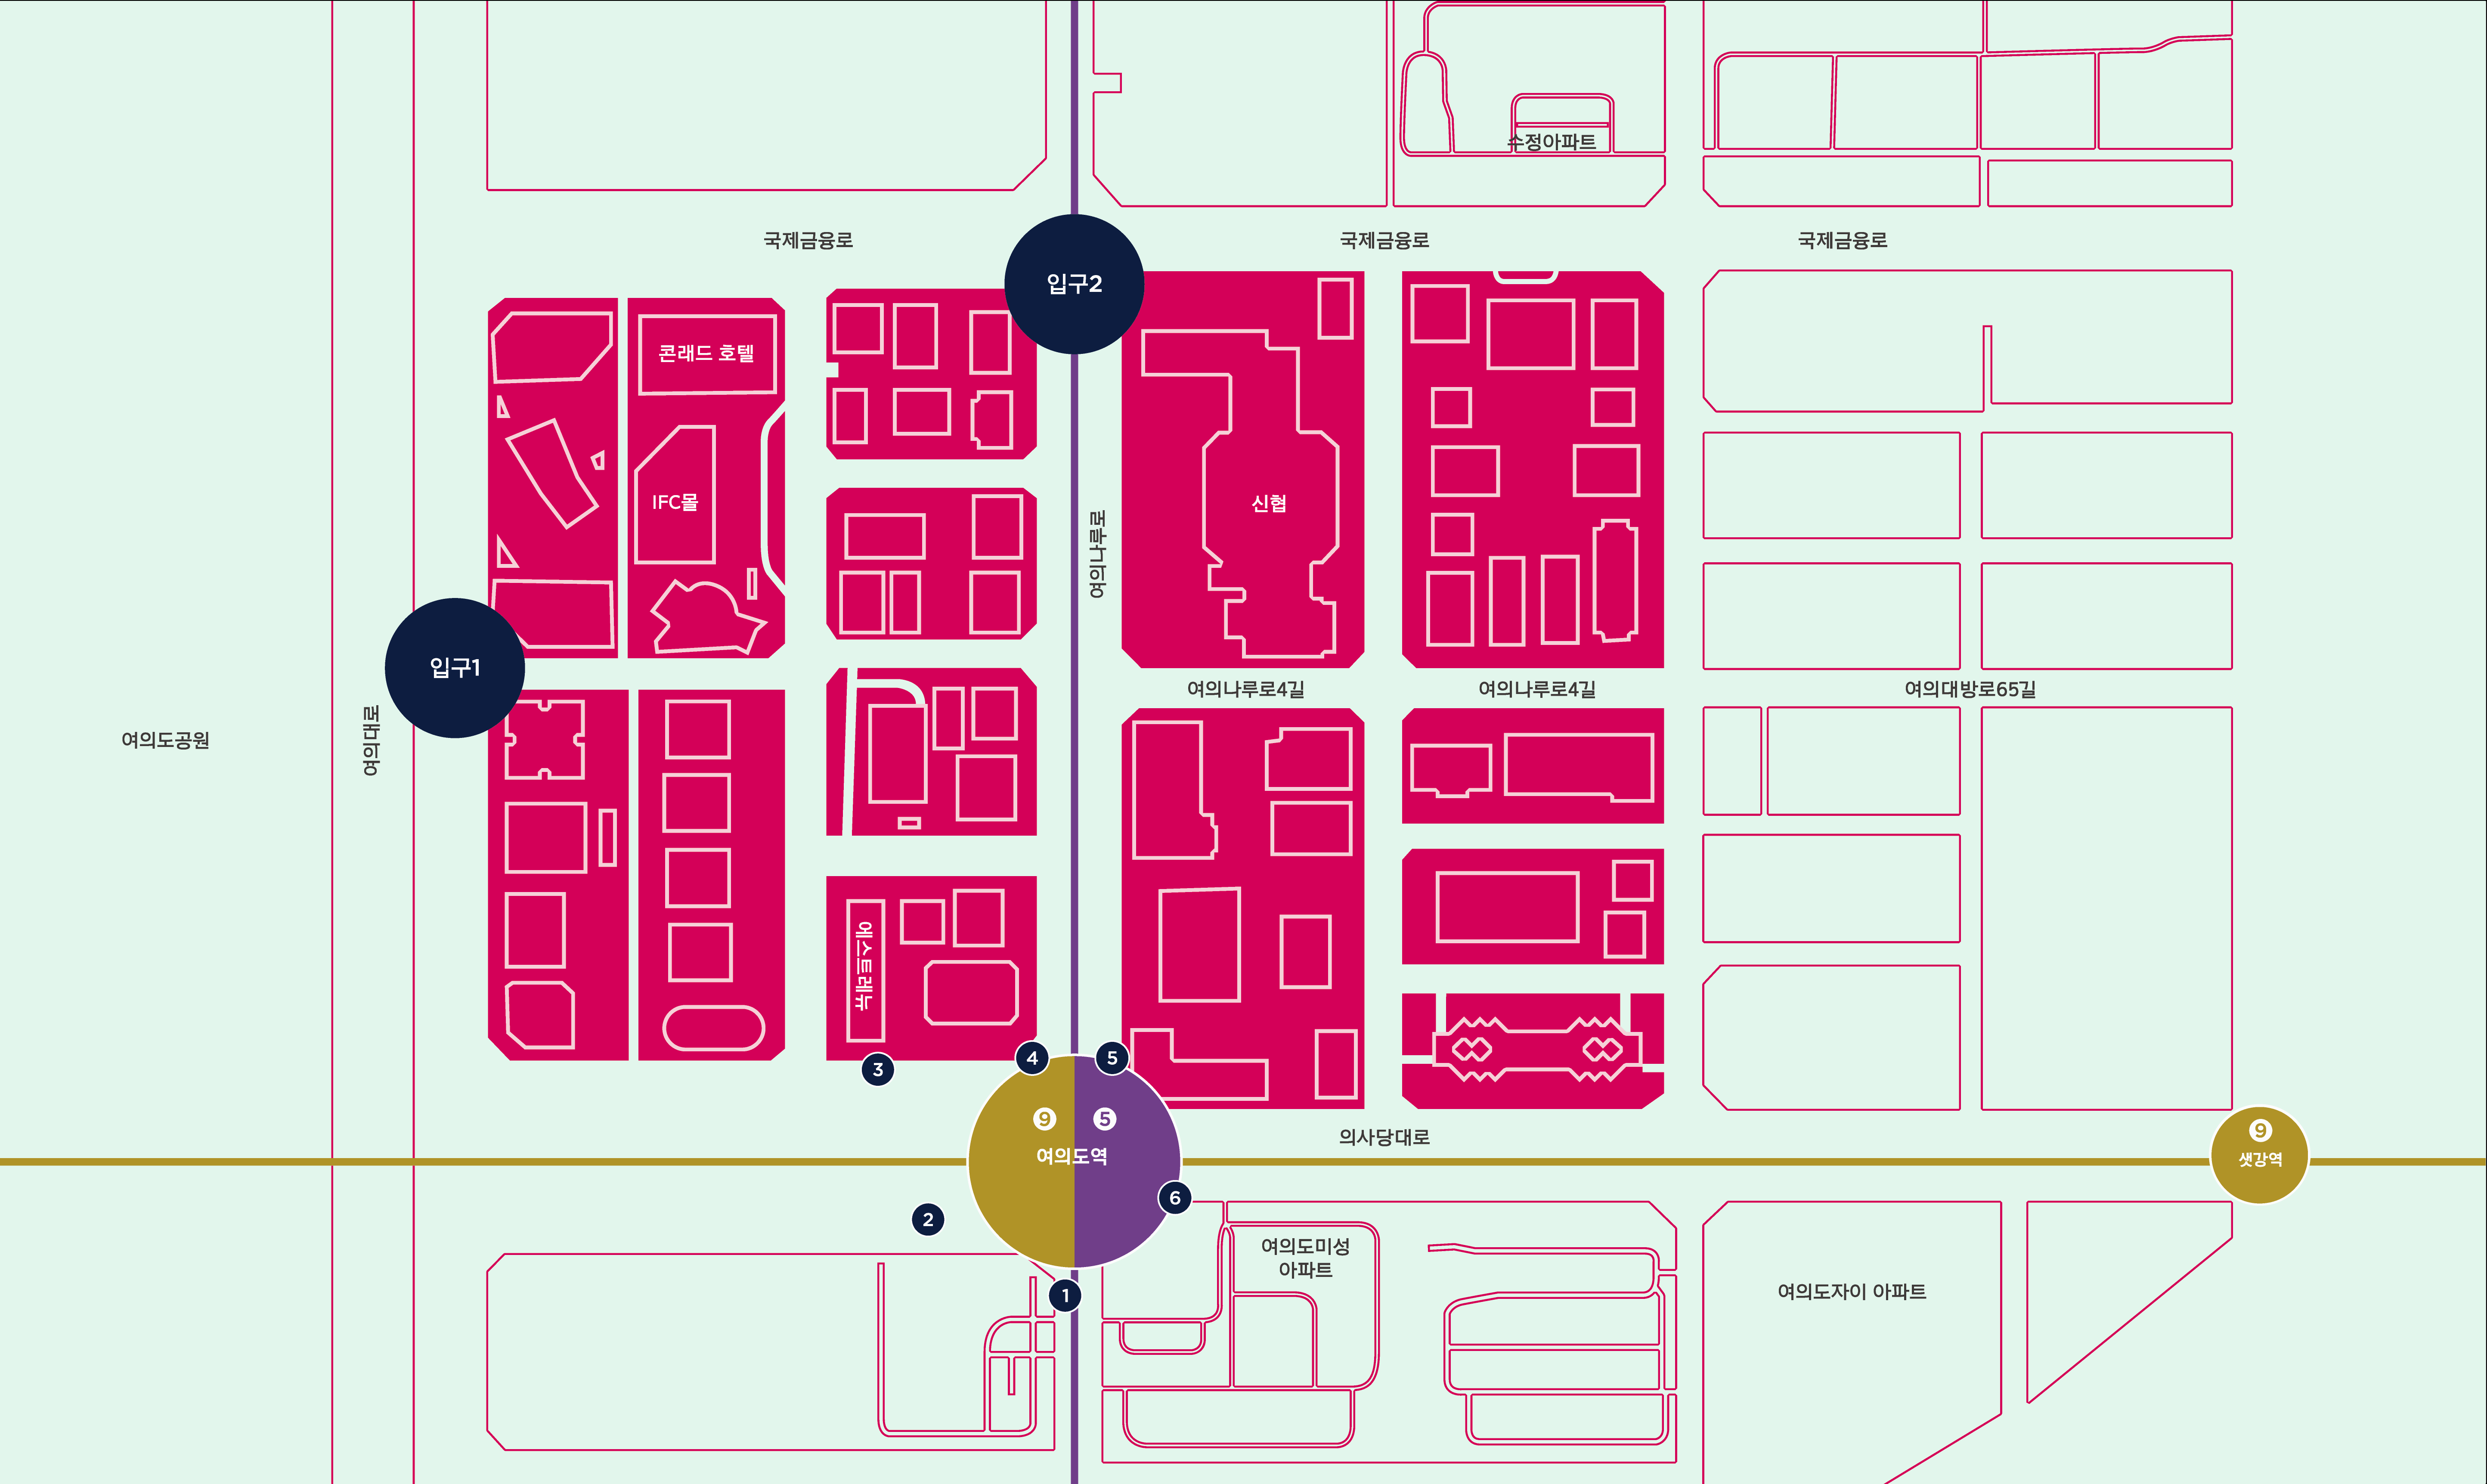 수정아파트
국제금융로
국제금융로
국제금융로
입구2
콘래드 호텔
IFC몰
신협
여의나루로
입구1
여의나루로4길
여의나루로4길
여의대방로65길
여의도공원
여의대로
에스트레뉴
3
4
5
9
5
여의도역
의사당대로
9
샛강역
6
2
여의도미성
아파트
1
여의도자이 아파트